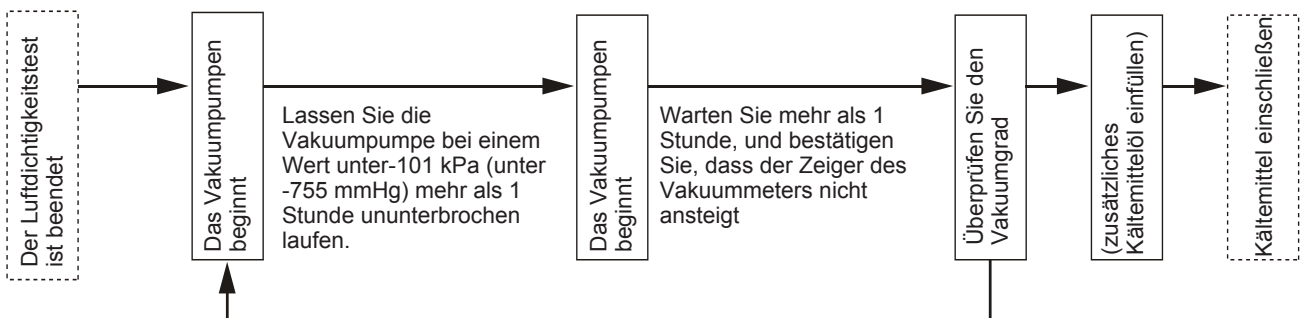 Der Luftdichtigkeitstest
ist beendet
Das Vakuumpumpen
beginnt
Lassen Sie die
Vakuumpumpe bei einem
Wert unter-101 kPa (unter
-755 mmHg) mehr als 1
Stunde ununterbrochen
laufen.
Das Vakuumpumpen
beginnt
Warten Sie mehr als 1
Stunde, und bestätigen
Sie, dass der Zeiger des
Vakuummeters nicht
ansteigt
Überprüfen Sie den
Vakuumgrad
(zusätzliches
Kältemittelöl einfüllen)
Kältemittel einschließen